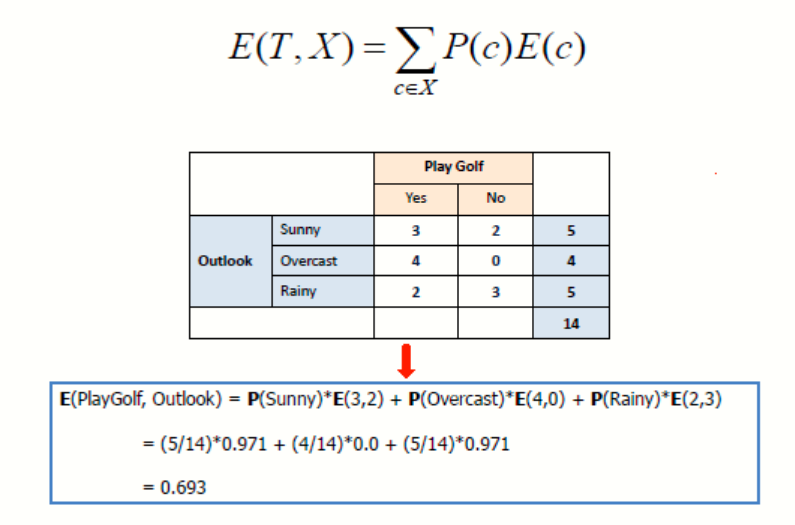 E(T, X) = ∑ P(c)E(c)
c∈X
Play Golf
Yes No
Sunny 3 2 5
Outlook Overcast 4 0 4
Rainy 2 3 5
14
E(PlayGolf, Outlook) = P(Sunny)*E(3,2) + P(Overcast)*E(4,0) + P(Rainy)*E(2,3)
= (5/14)*0.971 + (4/14)*0.0 + (5/14)*0.971
= 0.693